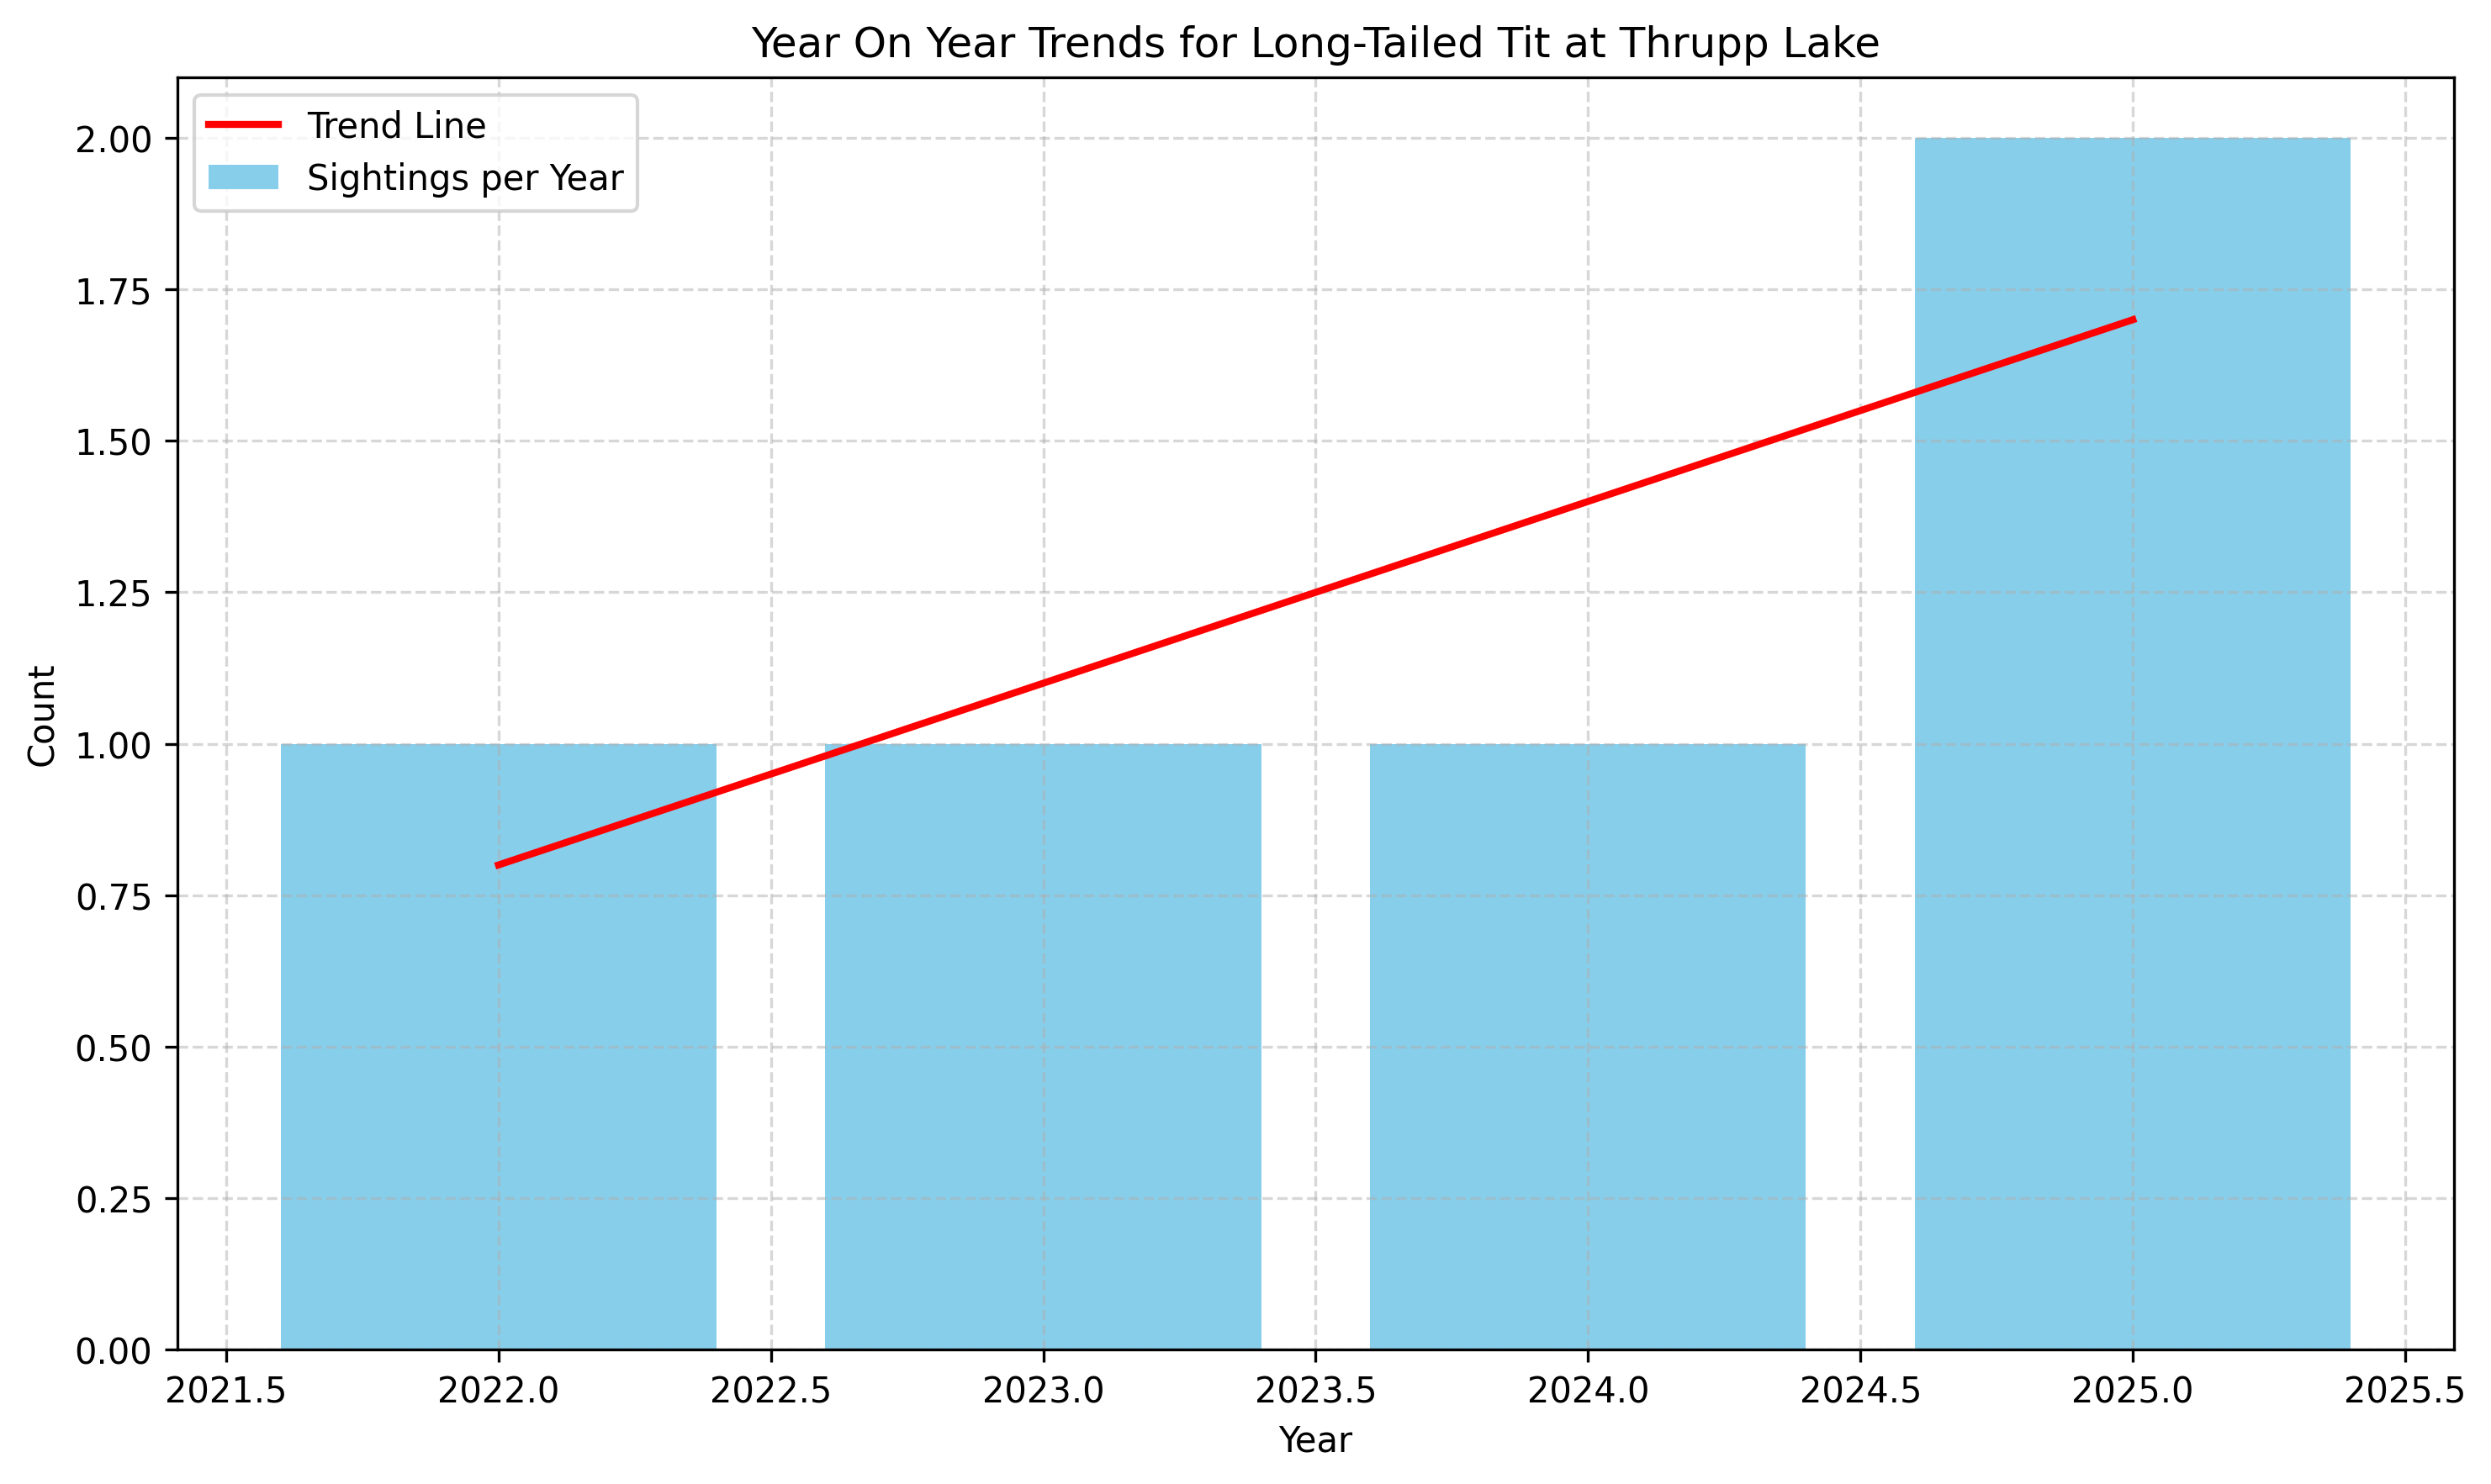 Year On Year Trends for Long-Tailed Tit at Thrupp Lake
Trend Line
Sightings per Year
2.00
1.75
1.50
1.25
1.00
0.75
0.50
0.25
0.00
Count
2021.5 2022.0 2022.5 2023.0 2023.5 2024.0 2024.5 2025.0 2025.5
Year